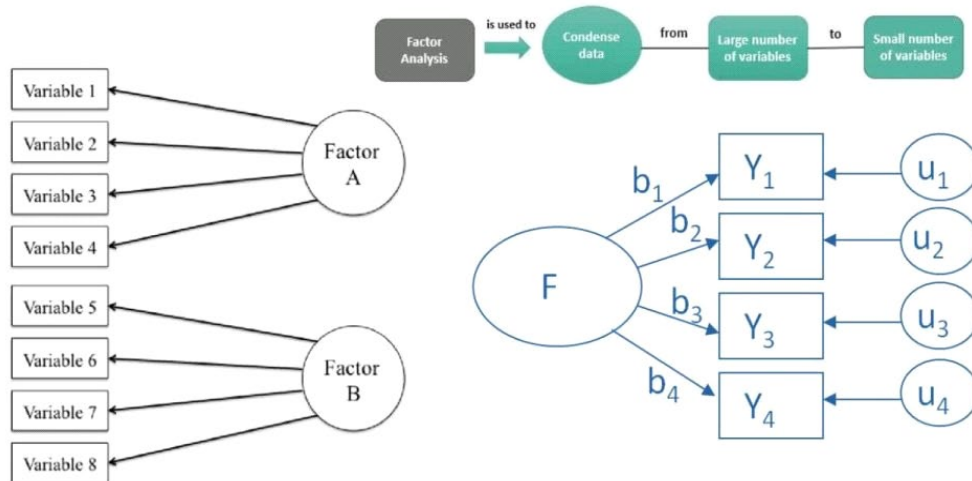 Factor
Analysis
is used to
Condense
data
from
Large number
of variables
to
Small number
of variables
Variable 1
Variable 2
Variable 3
Variable 4
Factor
A
Variable 5
Variable 6
Variable 7
Variable 8
Factor
B
F
b₁
b₂
b₃
b₄
Y₁
Y₂
Y₃
Y₄
u₁
u₂
u₃
u₄